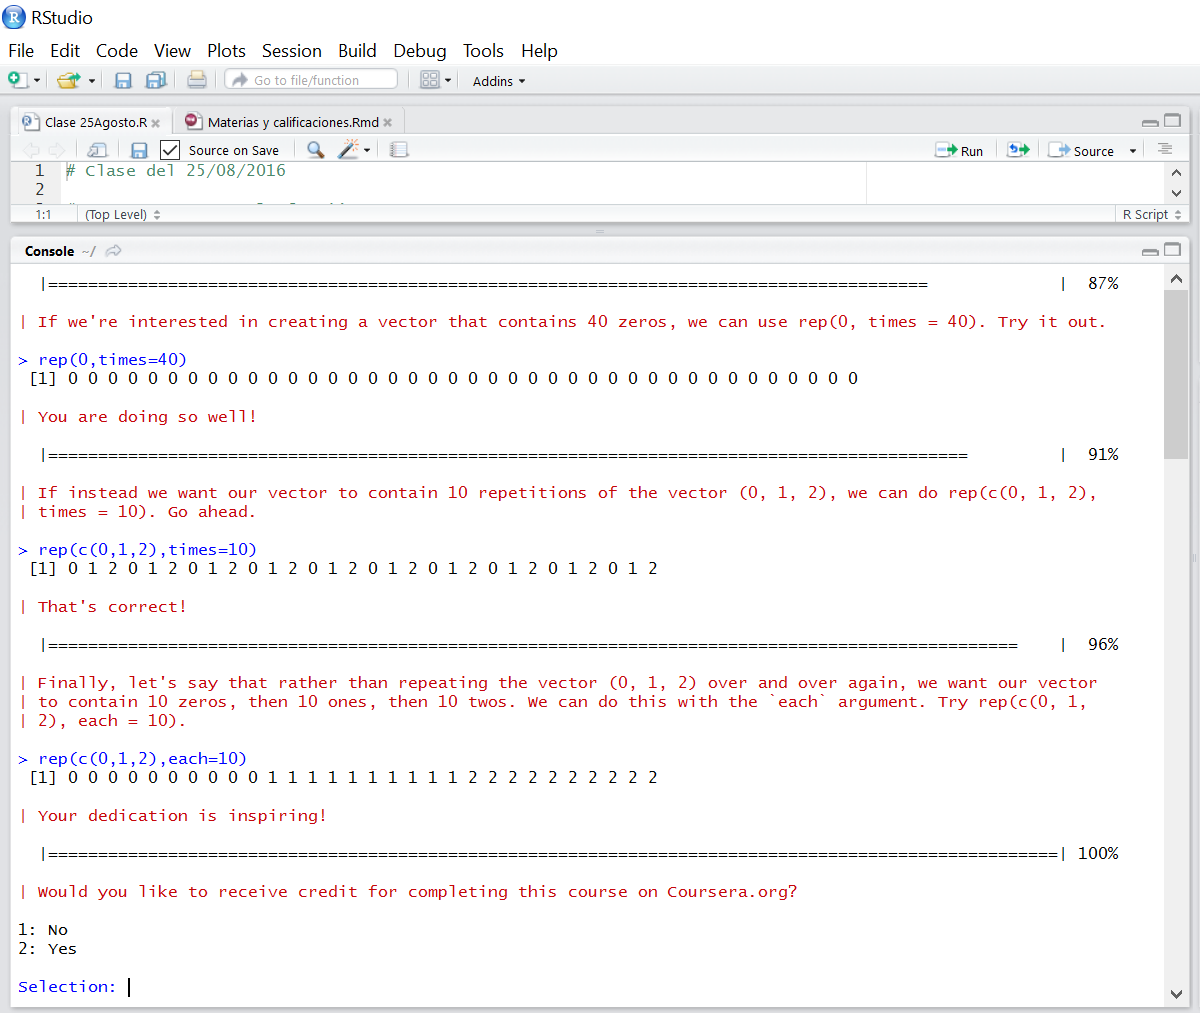 RStudio
File Edit Code View Plots Session Build Debug Tools Help
Go to file/function Addins
Clase 25Agosto.R Materias y calificaciones.Rmd
Source on Save Run Source
1 # Clase del 25/08/2016
2
1:1 (Top Level) R Script
Console ~/
|======================================================================================== | 87%
| If we're interested in creating a vector that contains 40 zeros, we can use rep(0, times = 40). Try it out.
> rep(0,times=40)
[1] 0 0 0 0 0 0 0 0 0 0 0 0 0 0 0 0 0 0 0 0 0 0 0 0 0 0 0 0 0 0 0 0 0 0 0 0 0 0 0 0
| You are doing so well!
|============================================================================================ | 91%
| If instead we want our vector to contain 10 repetitions of the vector (0, 1, 2), we can do rep(c(0, 1, 2),
| times = 10). Go ahead.
> rep(c(0,1,2),times=10)
[1] 0 1 2 0 1 2 0 1 2 0 1 2 0 1 2 0 1 2 0 1 2 0 1 2 0 1 2 0 1 2
| That's correct!
|================================================================================================= | 96%
| Finally, let's say that rather than repeating the vector (0, 1, 2) over and over again, we want our vector
| to contain 10 zeros, then 10 ones, then 10 twos. We can do this with the `each` argument. Try rep(c(0, 1,
| 2), each = 10).
> rep(c(0,1,2),each=10)
[1] 0 0 0 0 0 0 0 0 0 0 1 1 1 1 1 1 1 1 1 1 2 2 2 2 2 2 2 2 2 2
| Your dedication is inspiring!
|=====================================================================================================| 100%
| Would you like to receive credit for completing this course on Coursera.org?
1: No
2: Yes
Selection: